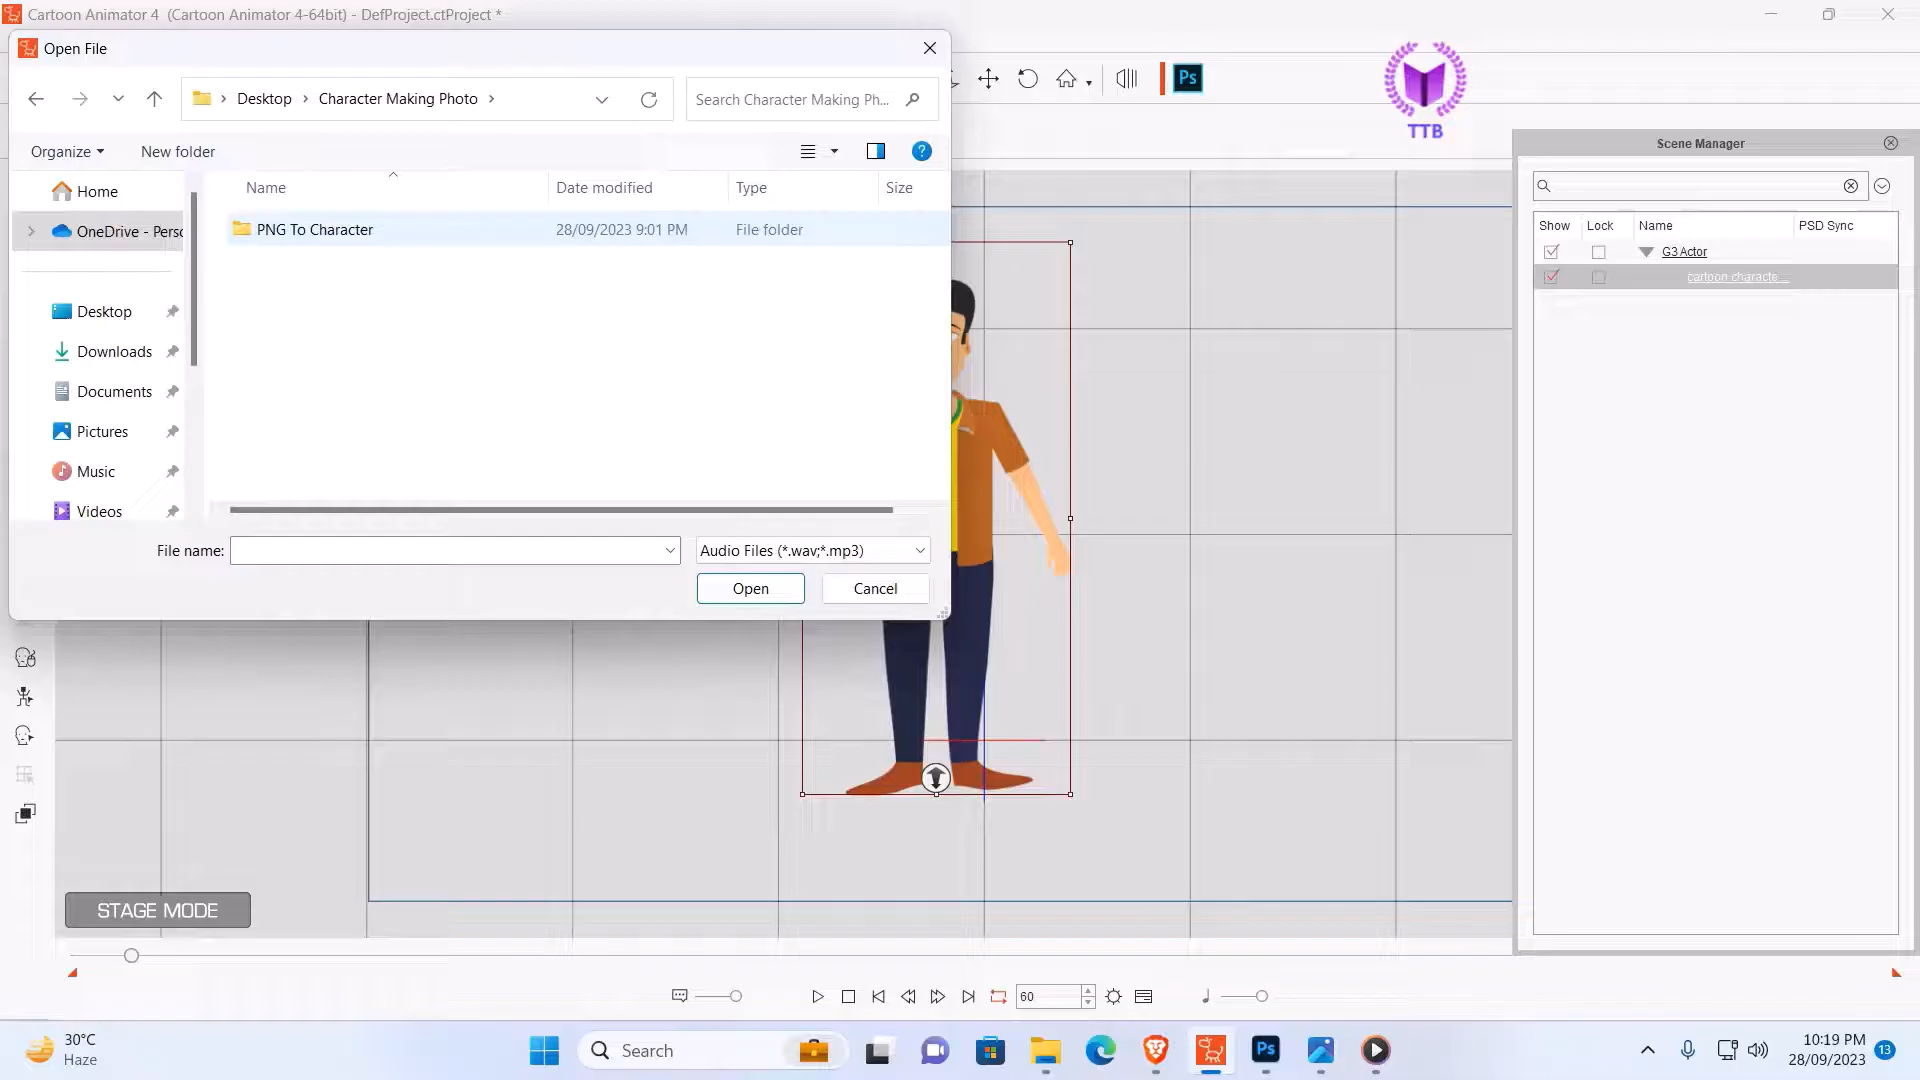 Cartoon Animator 4  (Cartoon Animator 4-64bit) - DefProject.ctProject *
Open File
Desktop
Character Making Photo
Search Character Making Ph...
Ps
TTB
Organize
New folder
?
Scene Manager
Name
Date modified
Type
Size
Home
OneDrive - Perso
PNG To Character
28/09/2023 9:01 PM
File folder
Show
Lock
Name
PSD Sync
G3 Actor
cartoon characte ...
Desktop
Downloads
Documents
Pictures
Music
Videos
File name:
Audio Files (*.wav;*.mp3)
Open
Cancel
STAGE MODE
60
30°C
Haze
Search
Ps
10:19 PM
28/09/2023
13